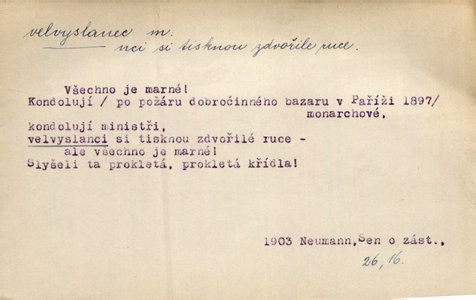 velvyslanec m.
nci si tisknou zdvořile ruce.
Všechno je marné!
Kondolují / po požáru dobročinného bazaru v Paříži 1897/
monarchové,
kondolují ministři,
velvyslanci si tisknou zdvořilé ruce -
ale všechno je marné!
Slyšeli ta prokletá, prokletá křídla!
1903 Neumann,Sen o zást.,
26, 16.